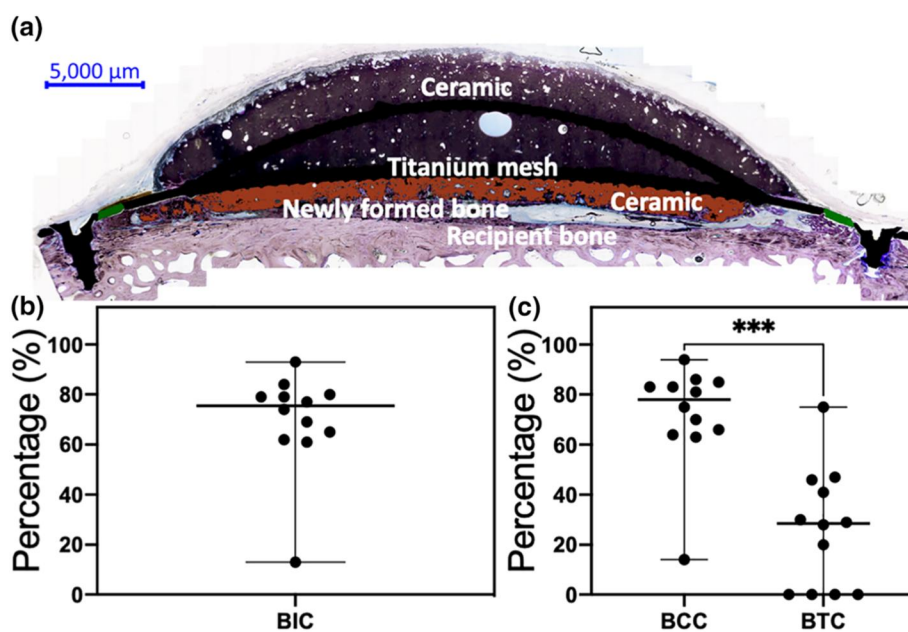 (a)
5,000 µm
Ceramic
Titanium mesh
Newly formed bone
Ceramic
Recipient bone
(b)
Percentage (%)
100
80
60
40
20
0
BIC
(c)
Percentage (%)
100
80
60
40
20
0
***
BCC BTC